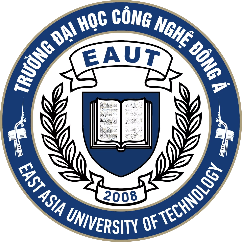 TRƯỜNG ĐẠI HỌC CÔNG NGHỆ ĐÔNG Á
EAUT
2008
EAST ASIA UNIVERSITY OF TECHNOLOGY